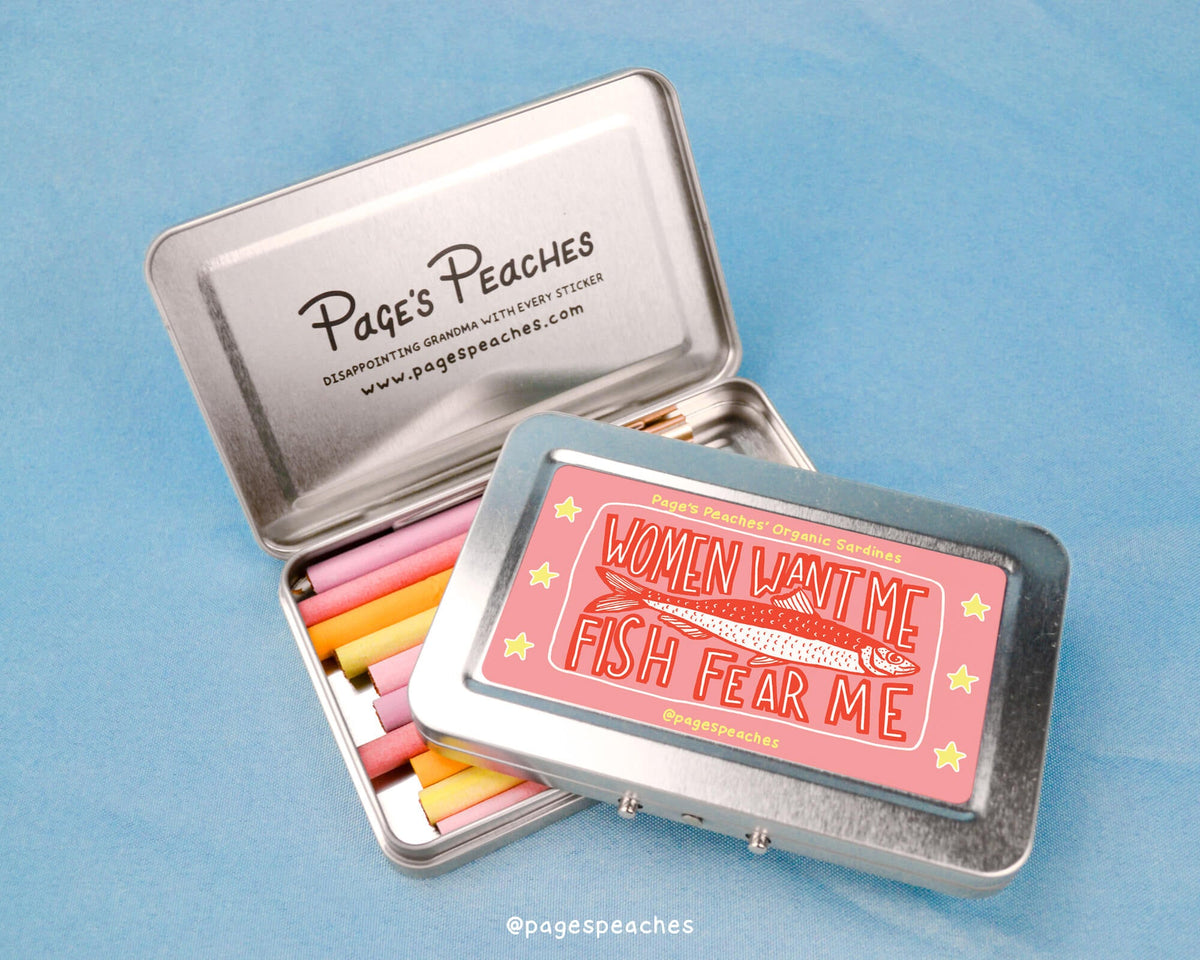 PAGE'S PEACHES
DISAPPOINTING GRANDMA WITH EVERY STICKER
www.pagespeaches.com
Page's Peaches' Organic Sardines
WOMEN WANT ME
FISH FEAR ME
@pagespeaches
@pagespeaches